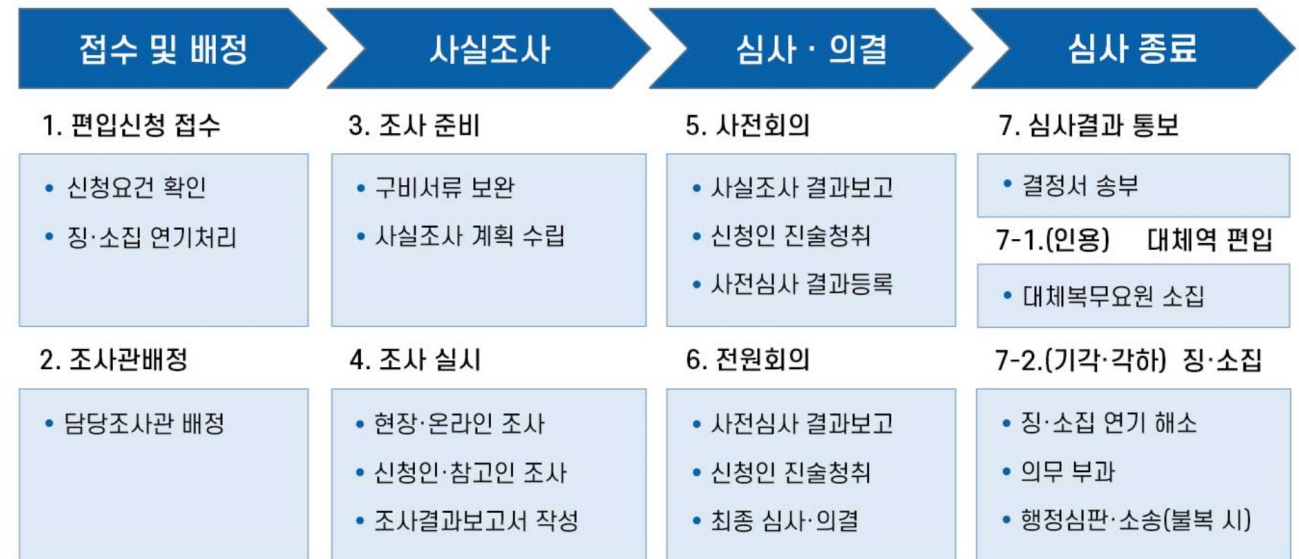 접수 및 배정
사실조사
심사 · 의결
심사 종료
1. 편입신청 접수
• 신청요건 확인
• 징·소집 연기처리
2. 조사관배정
• 담당조사관 배정
3. 조사 준비
• 구비서류 보완
• 사실조사 계획 수립
4. 조사 실시
• 현장·온라인 조사
• 신청인·참고인 조사
• 조사결과보고서 작성
5. 사전회의
• 사실조사 결과보고
• 신청인 진술청취
• 사전심사 결과등록
6. 전원회의
• 사전심사 결과보고
• 신청인 진술청취
• 최종 심사·의결
7. 심사결과 통보
• 결정서 송부
7-1.(인용) 대체역 편입
• 대체복무요원 소집
7-2.(기각·각하) 징·소집
• 징·소집 연기 해소
• 의무 부과
• 행정심판·소송(불복 시)